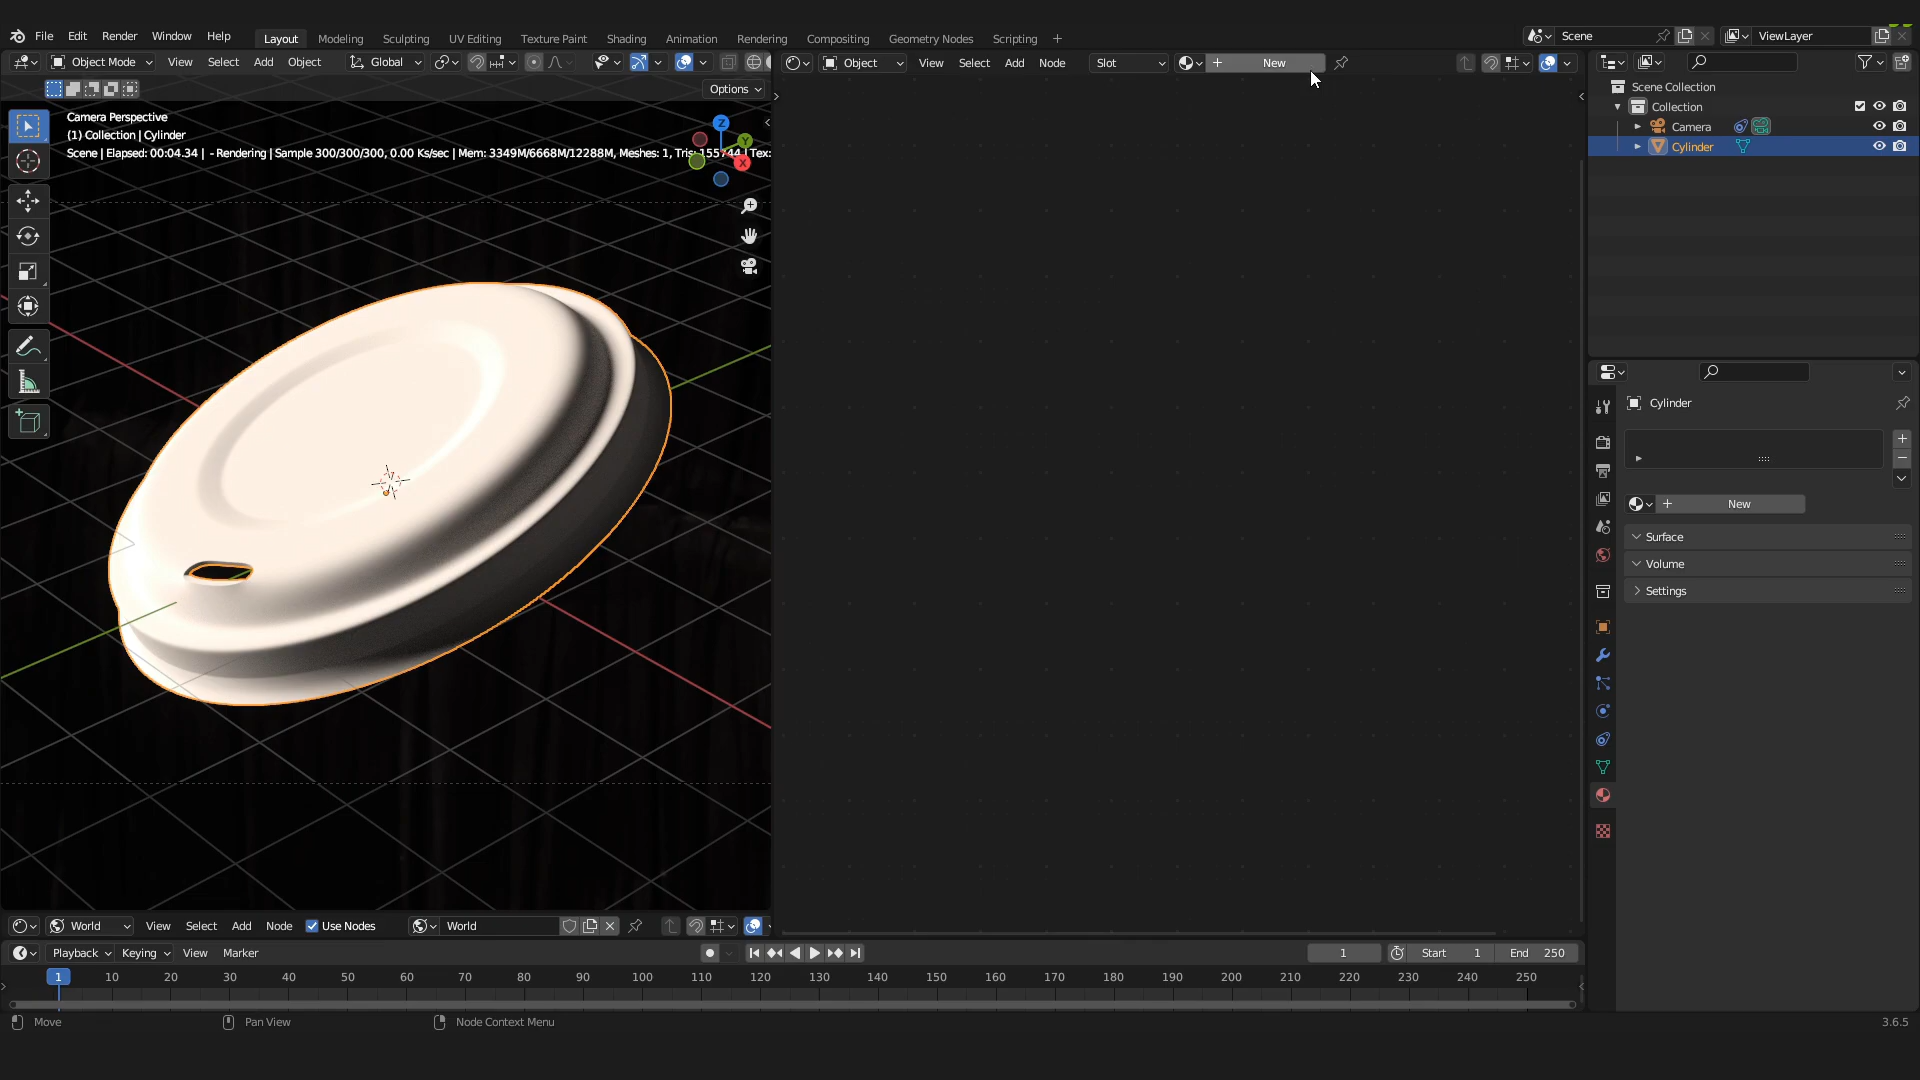 File Edit Render Window Help Layout Modeling Sculpting UV Editing Texture Paint Shading Animation Rendering Compositing Geometry Nodes Scripting + Scene ViewLayer
Object Mode View Select Add Object Global Object View Select Add Node Slot New
Options
Scene Collection
Collection
Camera
Cylinder
Camera Perspective
(1) Collection | Cylinder
Scene | Elapsed: 00:04.34 | - Rendering | Sample 300/300/300, 0.00 Ks/sec | Mem: 3349M/6668M/12288M, Meshes: 1, Tris: 155744 | Tex:
Z
Y
X
Cylinder
New
Surface
Volume
Settings
World View Select Add Node Use Nodes World
Playback Keying View Marker 1 Start 1 End 250
1 10 20 30 40 50 60 70 80 90 100 110 120 130 140 150 160 170 180 190 200 210 220 230 240 250
Move Pan View Node Context Menu 3.6.5